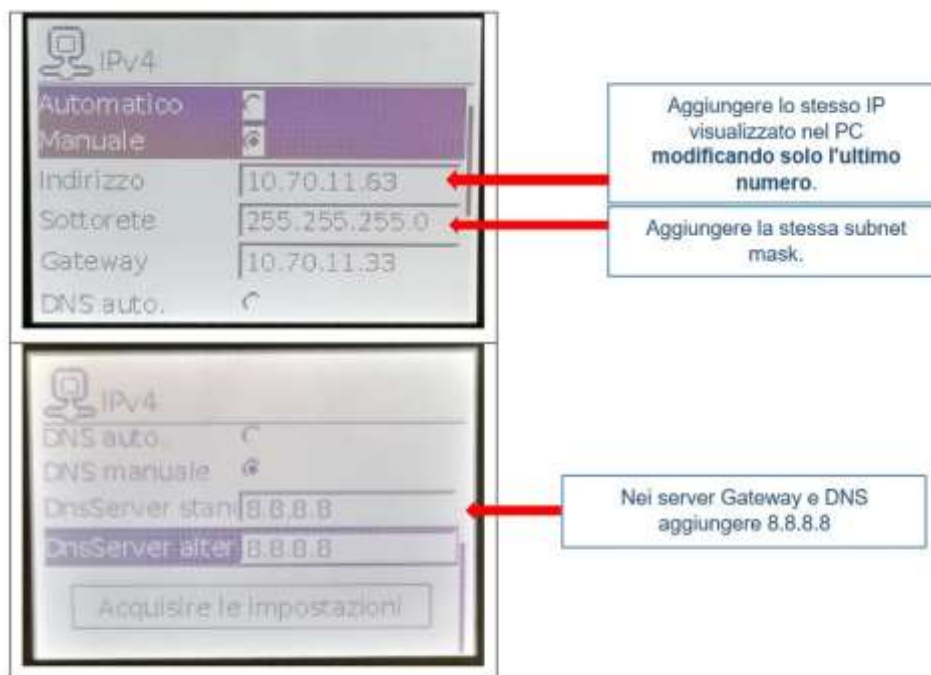 IPv4
Automatico
Manuale
Indirizzo 10.70.11.63
Sottorete 255.255.255.0
Gateway 10.70.11.33
DNS auto.
Aggiungere lo stesso IP
visualizzato nel PC
modificando solo l'ultimo
numero.
Aggiungere la stessa subnet
mask.
IPv4
DNS auto.
DNS manuale
DnsServer stan 8.8.8.8
DnsServer alter 8.8.8.8
Acquisire le impostazioni
Nei server Gateway e DNS
aggiungere 8.8.8.8